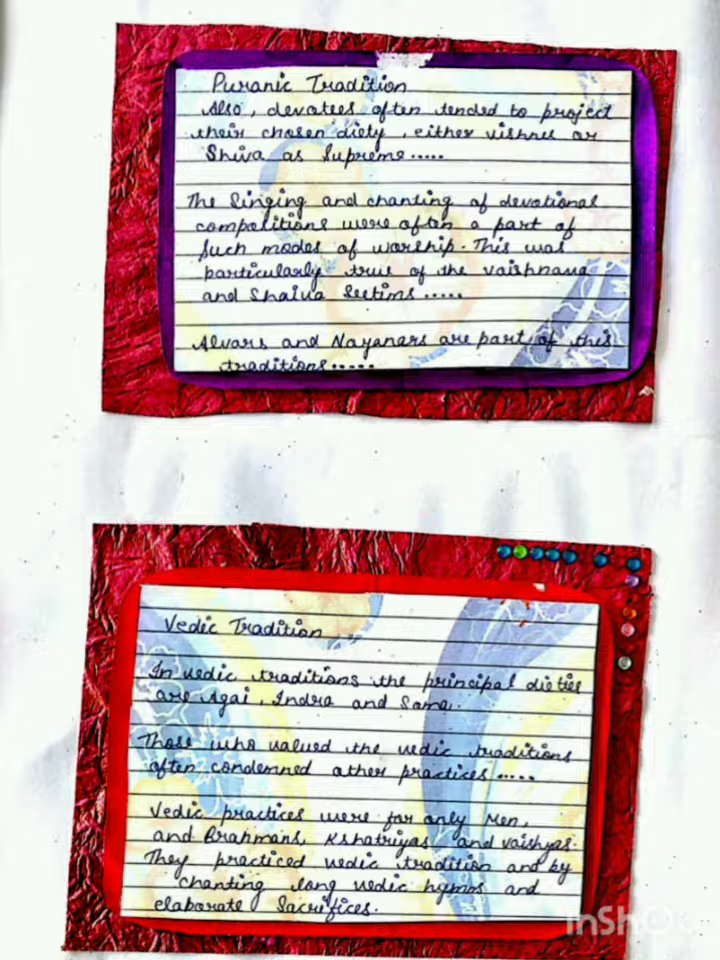 Puranic Tradition
Also, devotees often tended to project
their chosen diety, either vishnu or
Shiva as Supreme.....
The Singing and chanting of devotional
compositions were often a part of
such modes of worship. This was
particularly true of the vaishnava
and Shaiva Sects.....
Alvars and Nayanars are part of this
traditions.....
Vedic Tradition
In vedic traditions the principal dieties
are Agni, Indra and Soma.
Those who valued the vedic traditions
often condemned other practices.....
Vedic practices were for only Men,
and Brahmans, Kshatriyas and vaishyas.
They practiced vedic tradition and by
chanting long vedic hymns and
elaborate Sacrifices.
InShOt